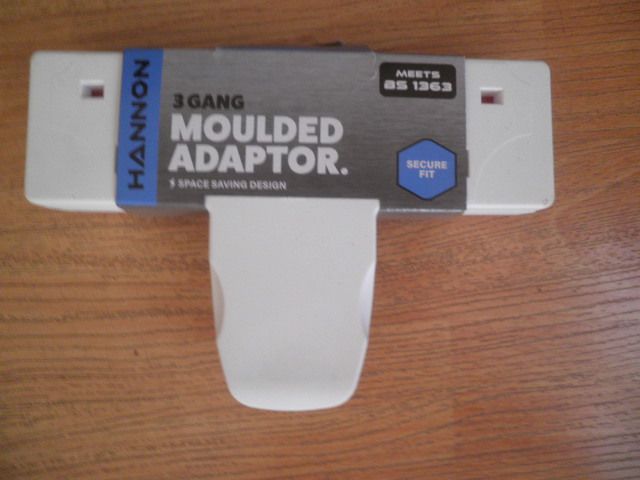 HANNON
3 GANG
MOULDED
ADAPTOR.
SPACE SAVING DESIGN
MEETS
BS 1363
SECURE
FIT